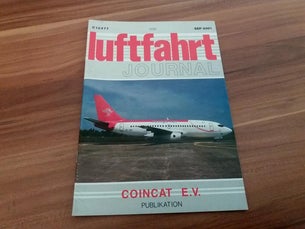 luftfahrt
JOURNAL
COINCAT E.V.
PUBLIKATION